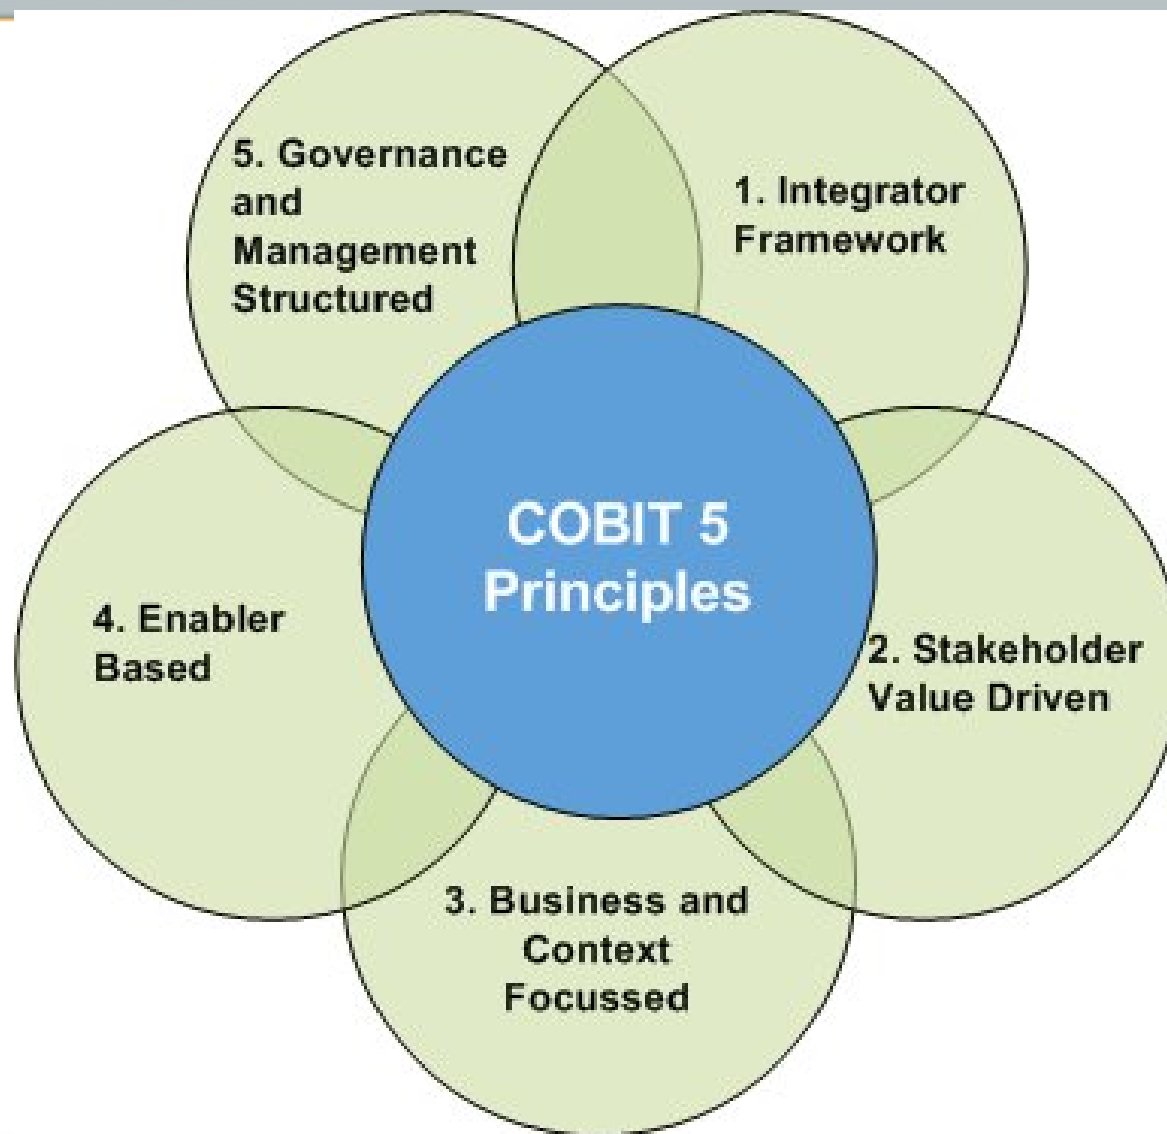 COBIT 5
Principles
1. Integrator
Framework
2. Stakeholder
Value Driven
3. Business and
Context
Focussed
4. Enabler
Based
5. Governance
and
Management
Structured